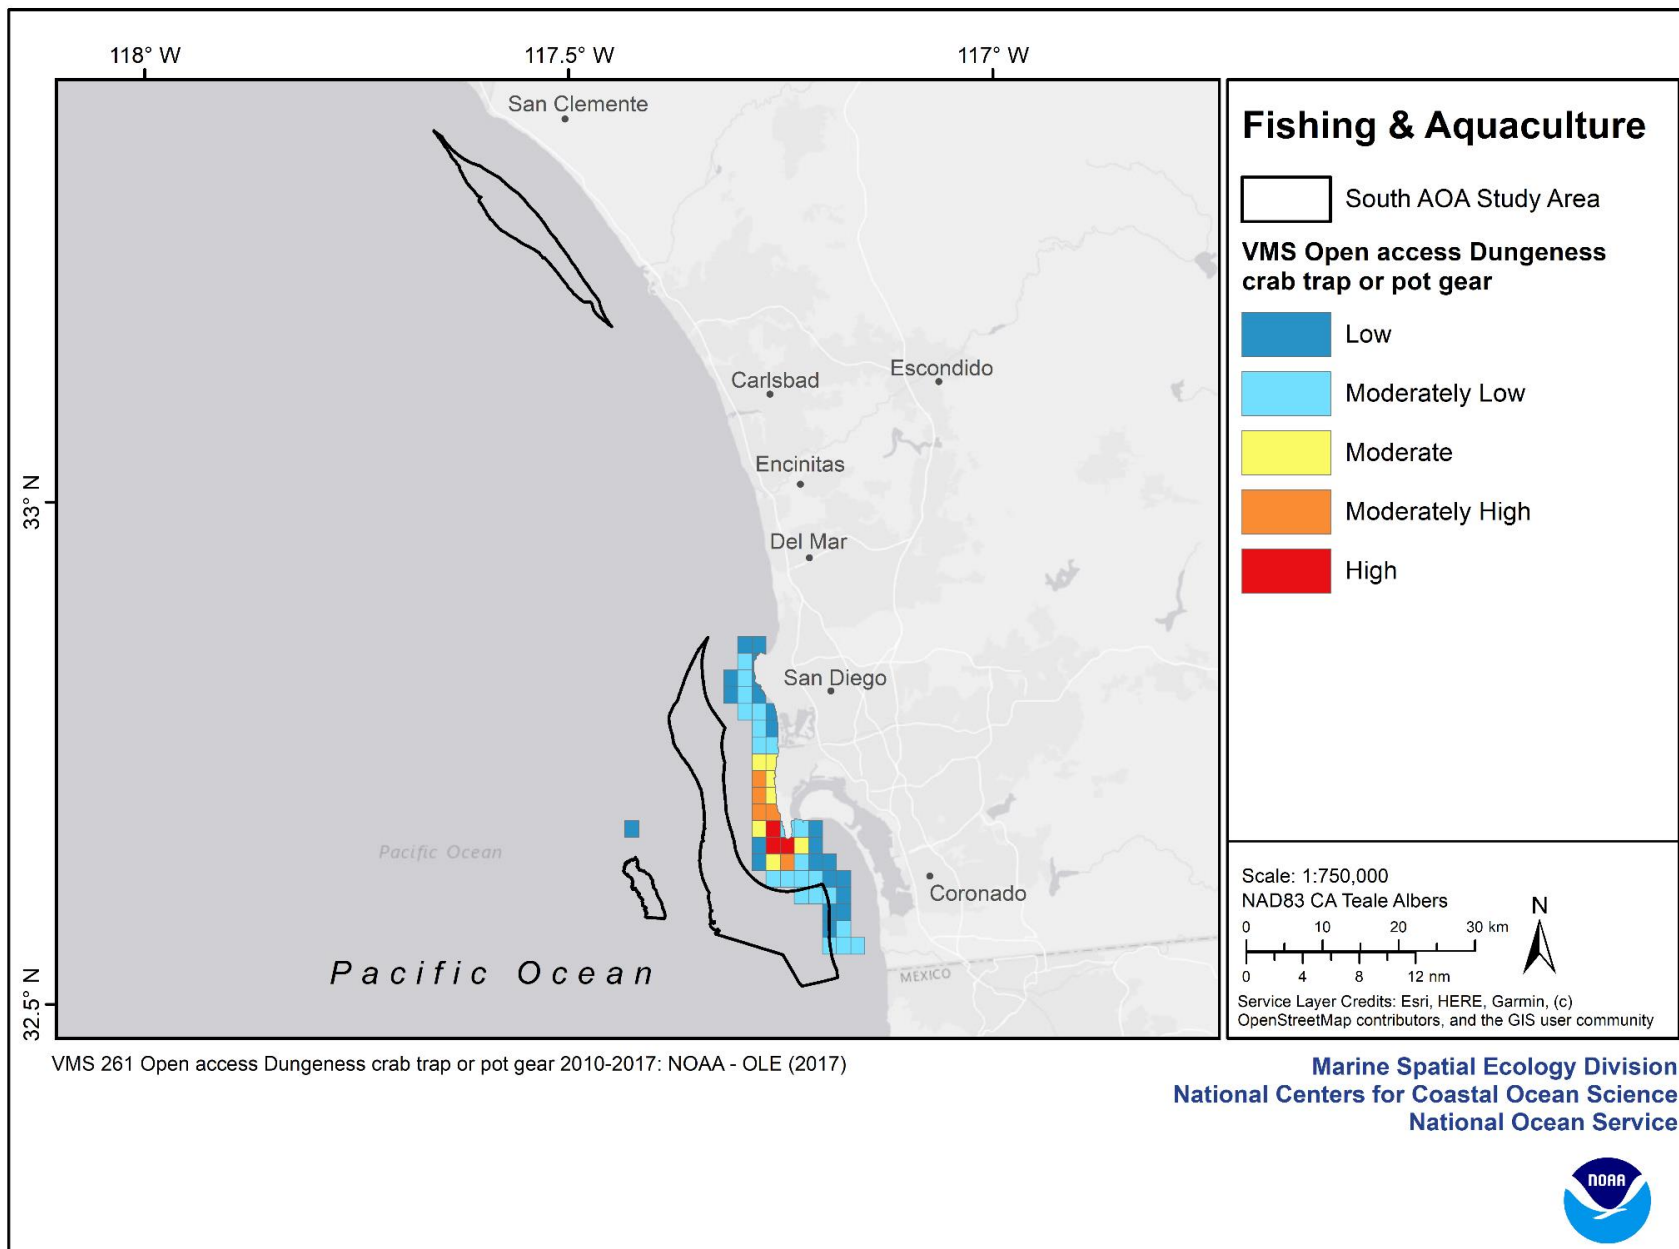 118° W
117.5° W
117° W
33° N
32.5° N
San Clemente
Carlsbad
Escondido
Encinitas
Del Mar
San Diego
Coronado
Pacific Ocean
Pacific Ocean
MEXICO
Fishing & Aquaculture
South AOA Study Area
VMS Open access Dungeness
crab trap or pot gear
Low
Moderately Low
Moderate
Moderately High
High
Scale: 1:750,000
NAD83 CA Teale Albers
0 10 20 30 km
0 4 8 12 nm
N
Service Layer Credits: Esri, HERE, Garmin, (c)
OpenStreetMap contributors, and the GIS user community
VMS 261 Open access Dungeness crab trap or pot gear 2010-2017: NOAA - OLE (2017)
Marine Spatial Ecology Division
National Centers for Coastal Ocean Science
National Ocean Service
NOAA